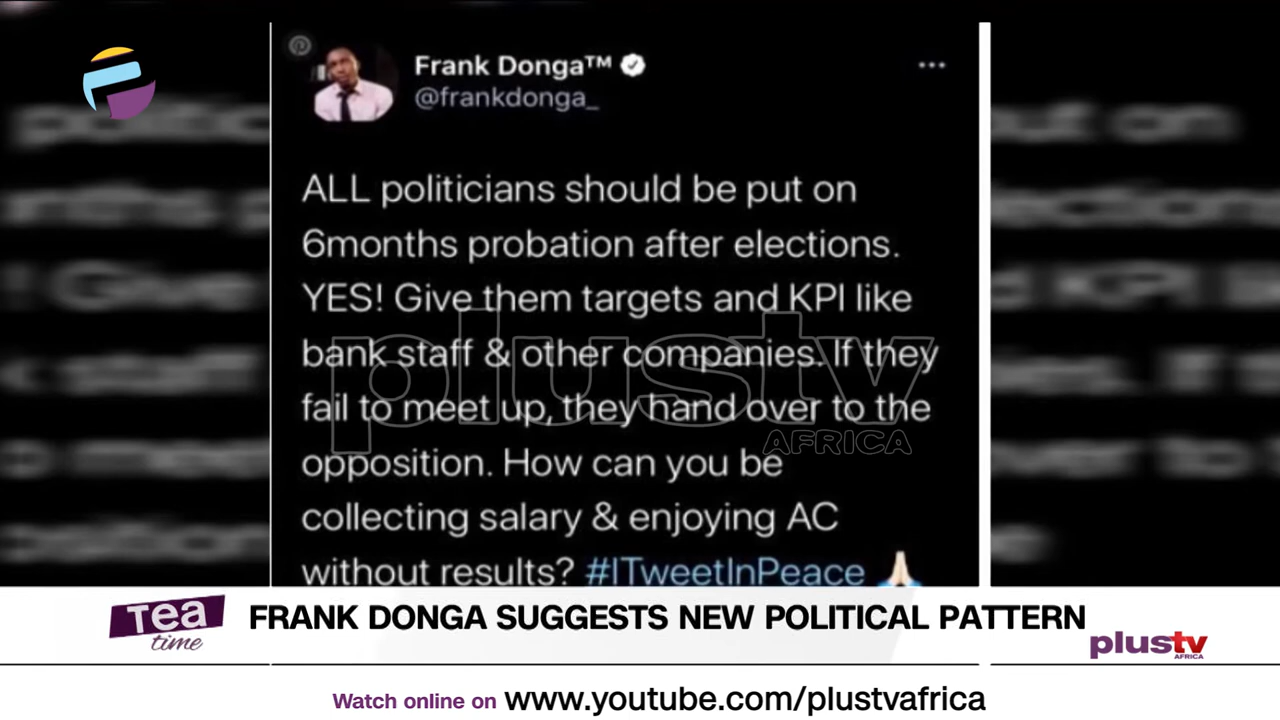 Frank Donga™
@frankdonga_
ALL politicians should be put on
6months probation after elections.
YES! Give them targets and KPI like
bank staff & other companies. If they
fail to meet up, they hand over to the
opposition. How can you be
collecting salary & enjoying AC
without results? #ITweetInPeace 🙏🏻
plustv
AFRICA
Tea
time
FRANK DONGA SUGGESTS NEW POLITICAL PATTERN
plustv
AFRICA
Watch online on www.youtube.com/plustvafrica